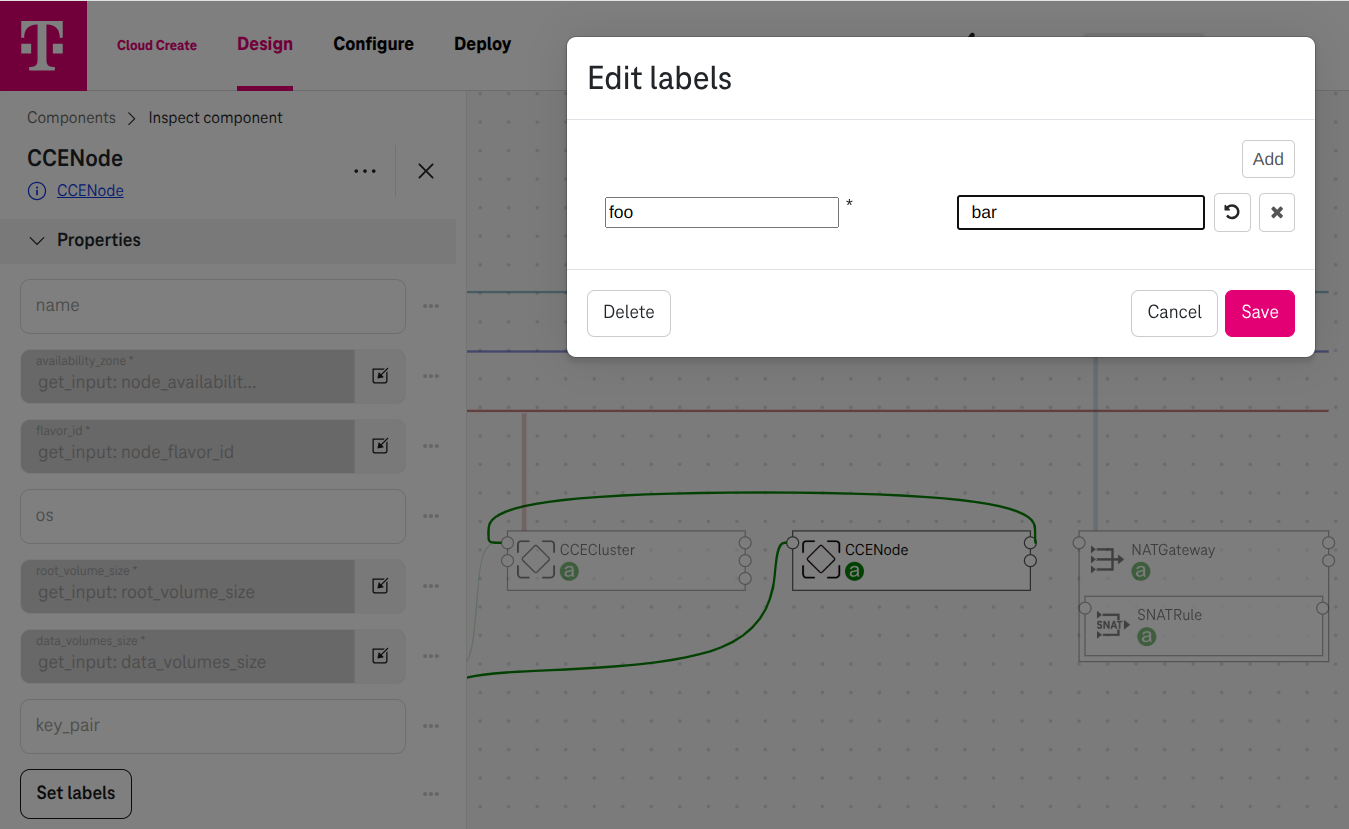 T
Cloud Create
Design
Configure
Deploy
Edit labels
Add
foo
*
bar
Delete
Cancel
Save
Components > Inspect component
CCENode
CCENode
Properties
name
availability_zone *
get_input: node_availabilit...
flavor_id *
get_input: node_flavor_id
os
root_volume_size *
get_input: root_volume_size
data_volumes_size *
get_input: data_volumes_size
key_pair
Set labels
CCECluster
a
CCENode
a
NATGateway
a
SNAT
SNATRule
a